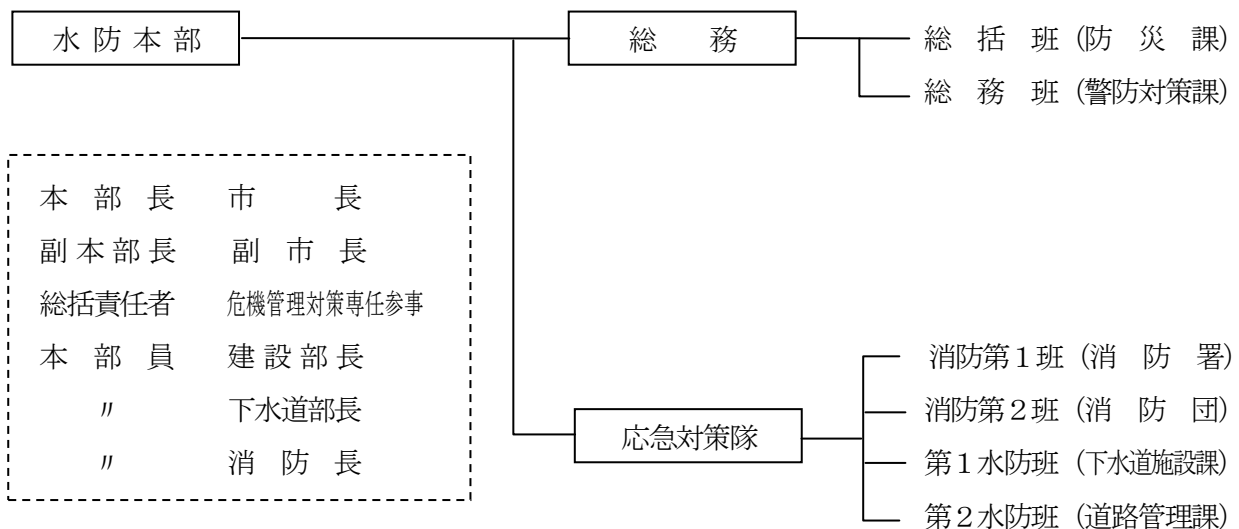 水防本部
総務
総括班（防災課）
総務班（警防対策課）
本部長 市長
副本部長 副市長
総括責任者 危機管理対策専任参事
本部員 建設部長
〃 下水道部長
〃 消防長
応急対策隊
消防第１班（消防署）
消防第２班（消防団）
第１水防班（下水道施設課）
第２水防班（道路管理課）